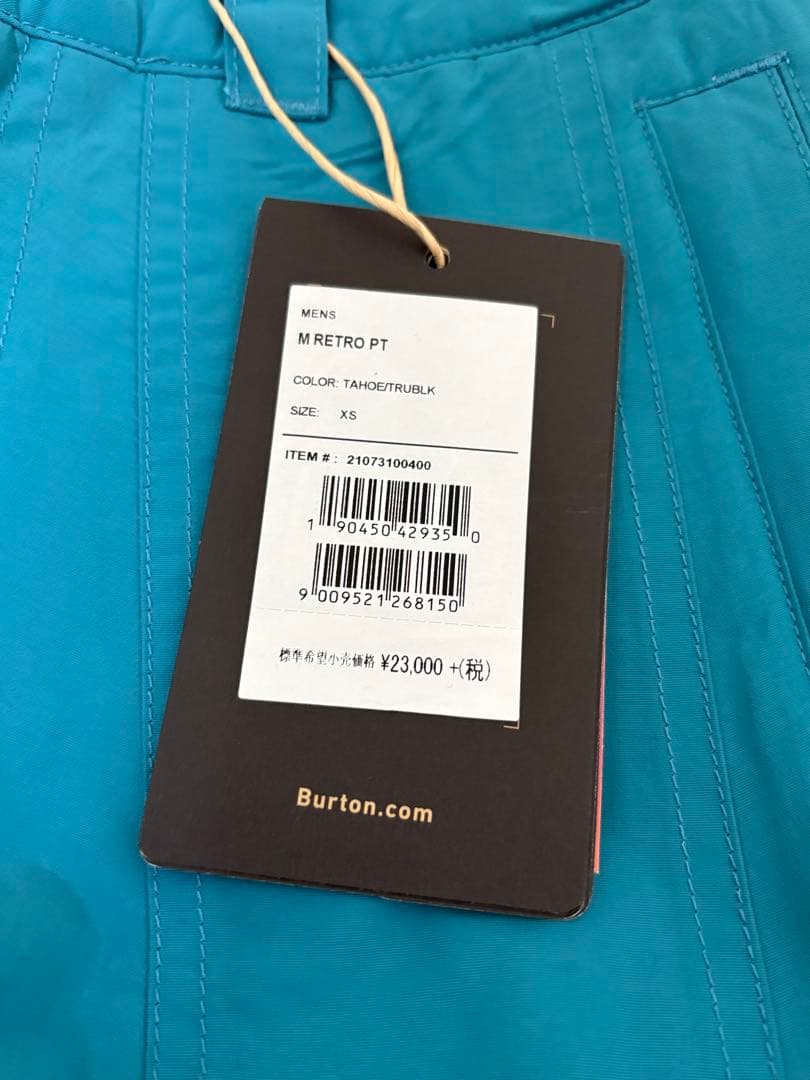 MENS
M RETRO PT
COLOR: TAHOE/TRUBLK
SIZE: XS
ITEM # : 21073100400
1 90450 42935 0
9 009521 268150
標準希望小売価格 ¥23,000 +(税)
Burton.com